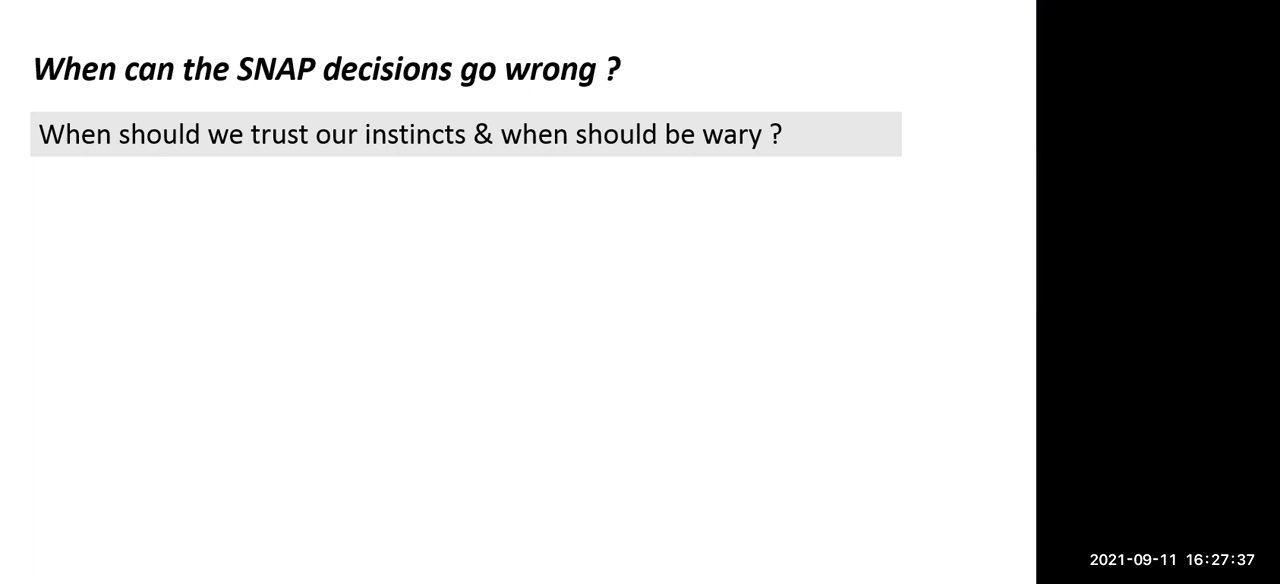 When can the SNAP decisions go wrong ?
When should we trust our instincts & when should be wary ?
2021-09-11 16:27:37